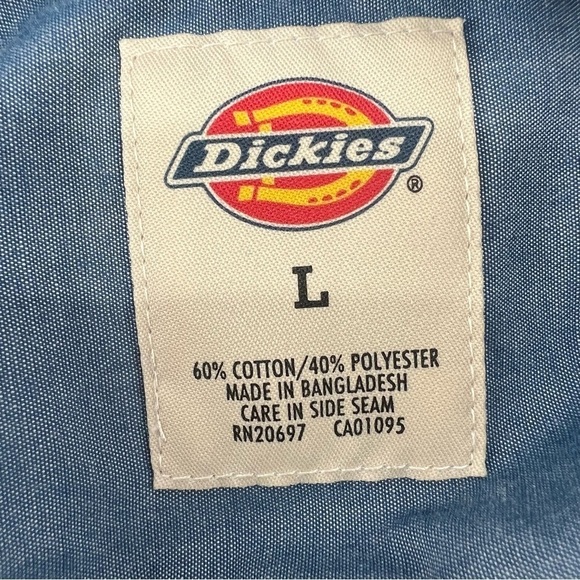 Dickies
®
L
60% COTTON/40% POLYESTER
MADE IN BANGLADESH
CARE IN SIDE SEAM
RN20697 CA01095